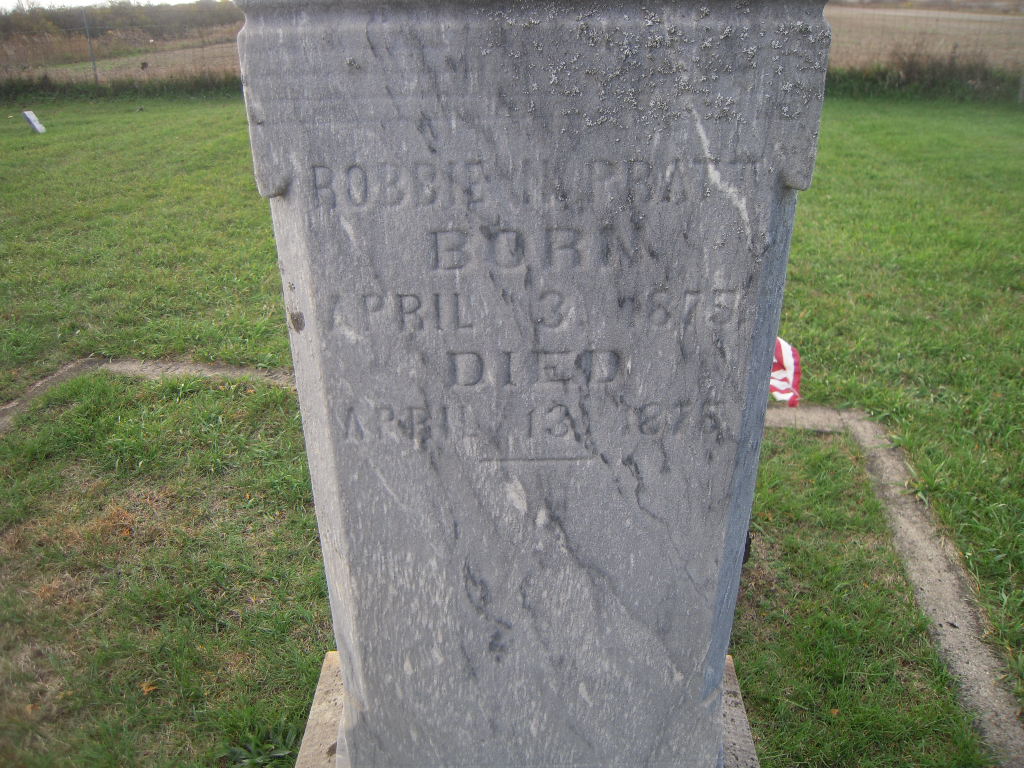 ROBBIE H. PRATT
BORN
APRIL 3. 1875.
DIED
APRIL 13. 1875.